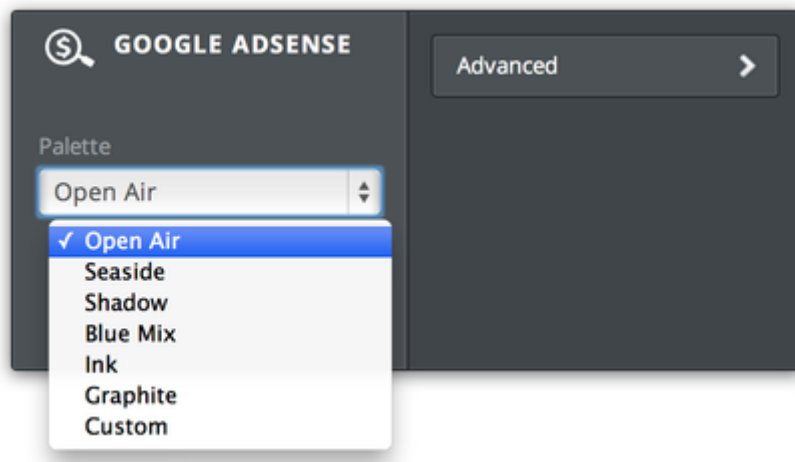 GOOGLE ADSENSE
Palette
Open Air
✓ Open Air
Seaside
Shadow
Blue Mix
Ink
Graphite
Custom
Advanced